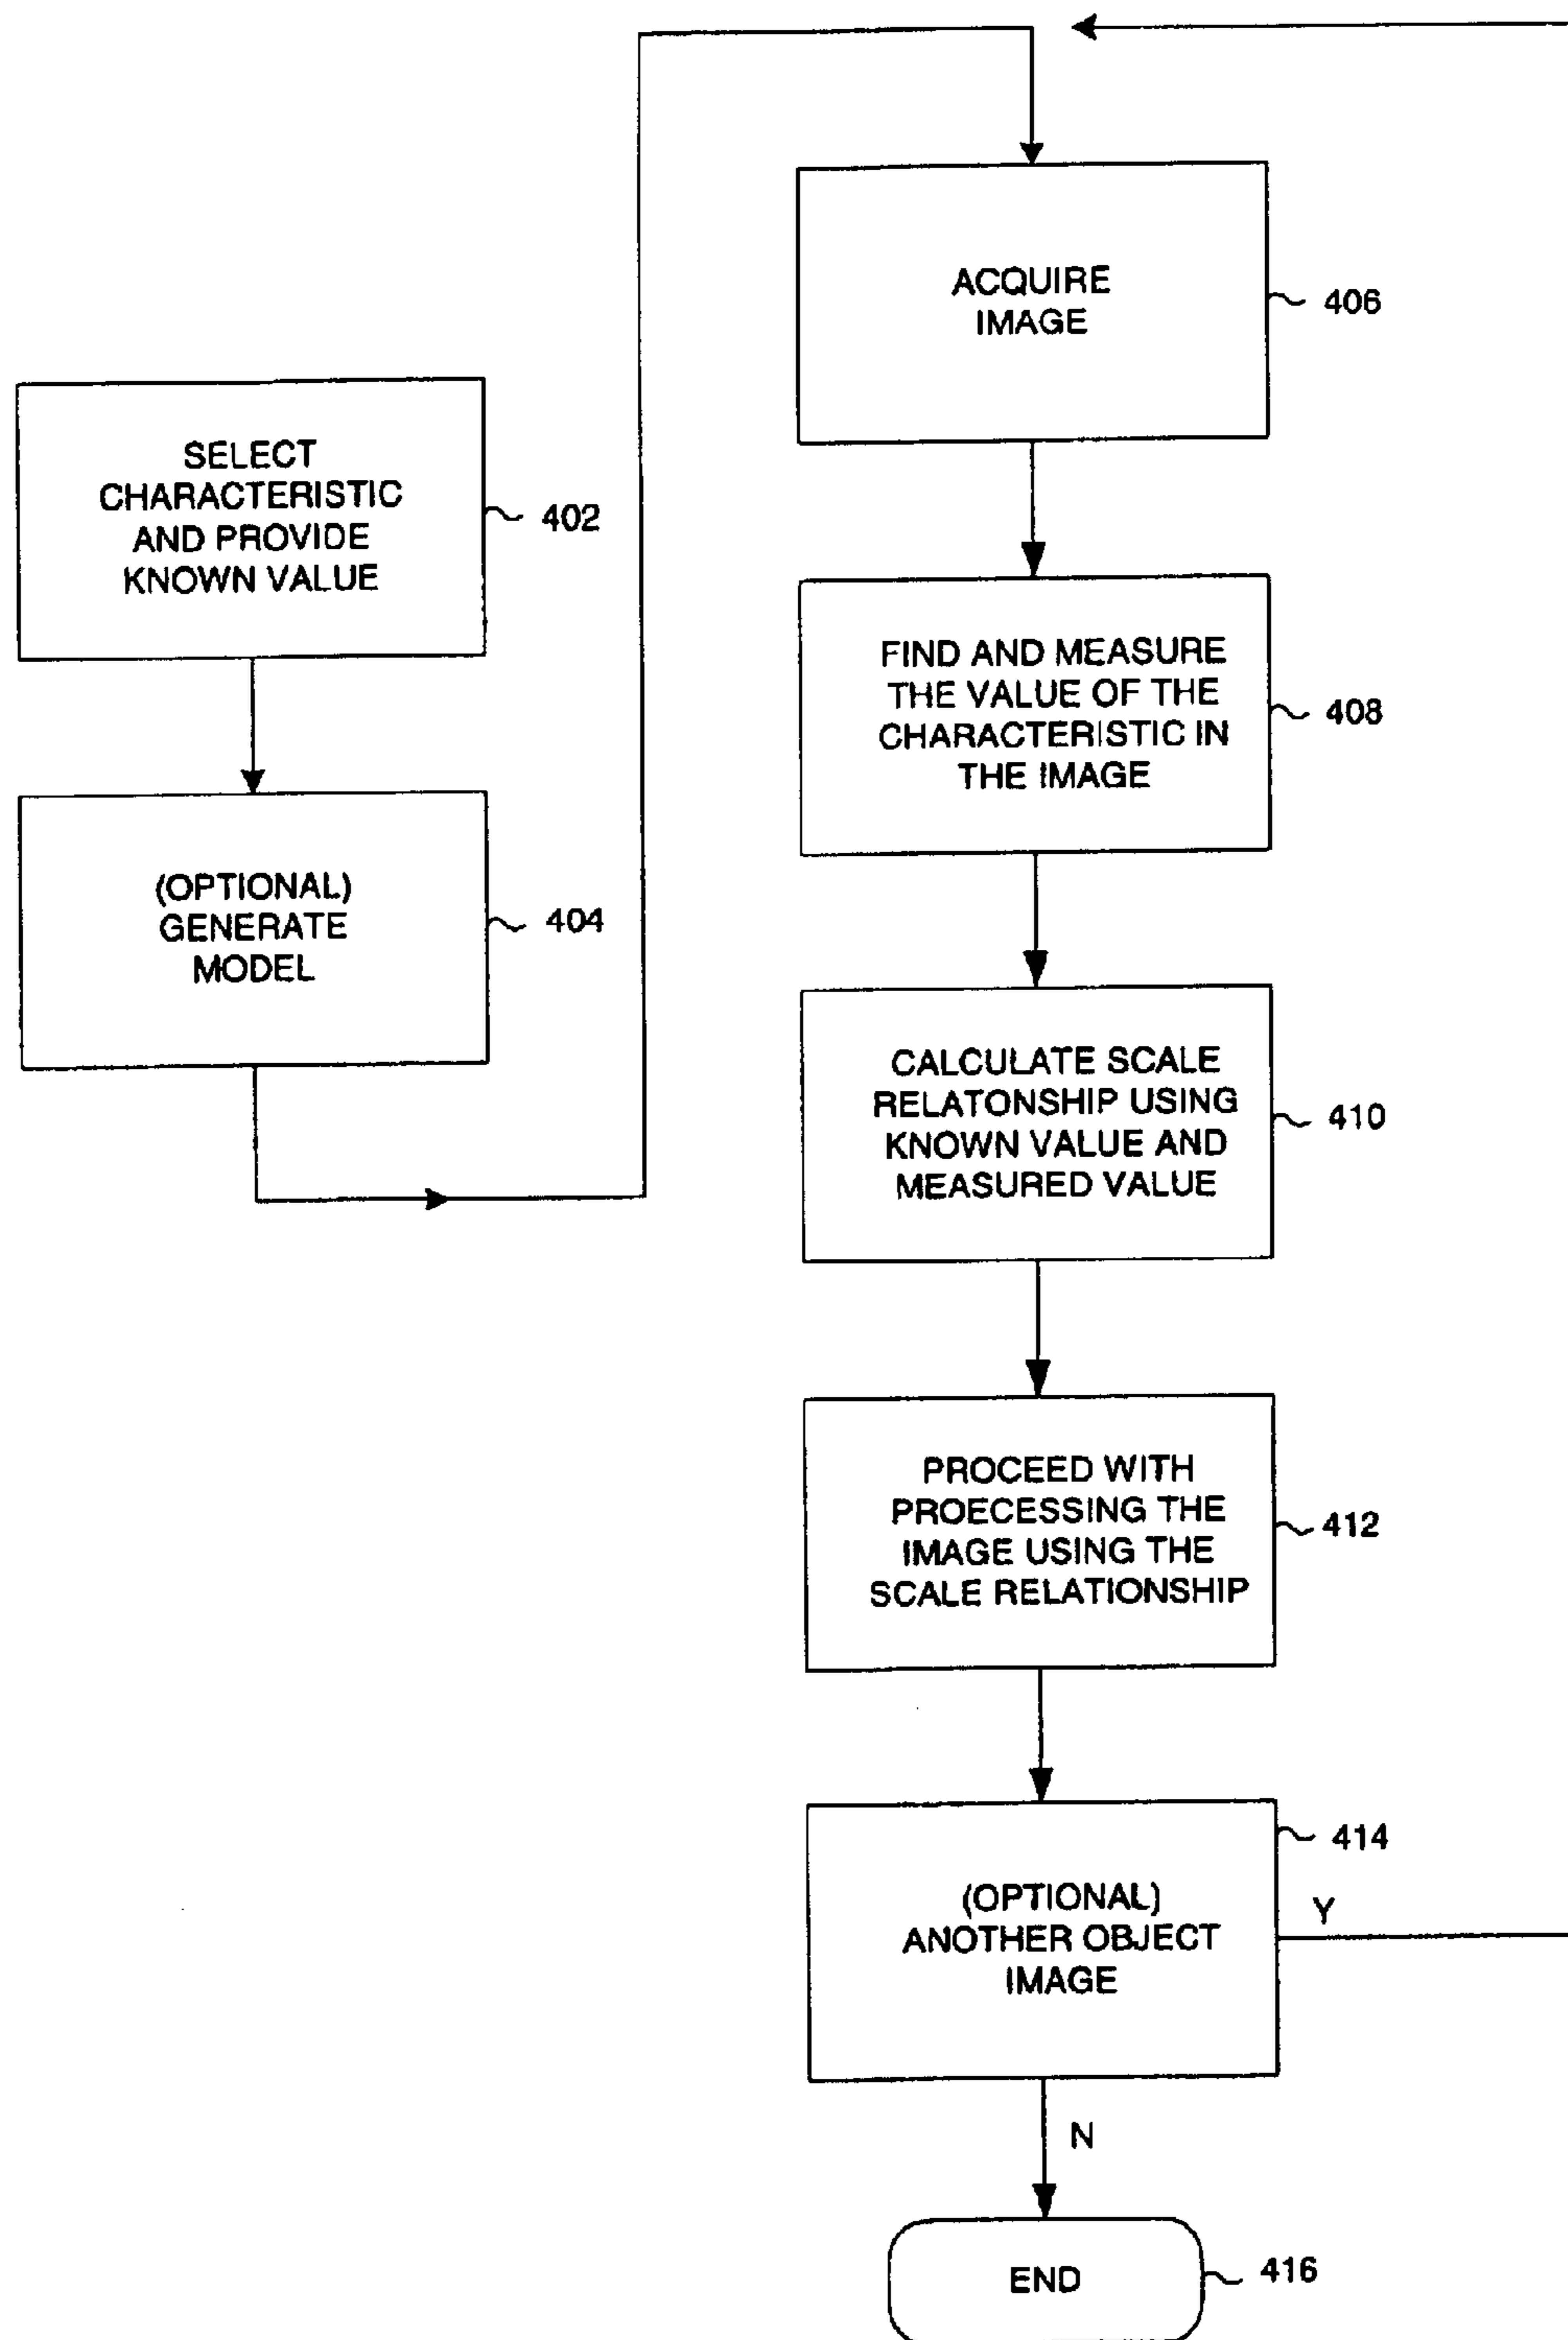 SELECT
CHARACTERISTIC
AND PROVIDE
KNOWN VALUE
402
(OPTIONAL)
GENERATE
MODEL
404
ACQUIRE
IMAGE
406
FIND AND MEASURE
THE VALUE OF THE
CHARACTERISTIC IN
THE IMAGE
408
CALCULATE SCALE
RELATONSHIP USING
KNOWN VALUE AND
MEASURED VALUE
410
PROCEED WITH
PROECESSING THE
IMAGE USING THE
SCALE RELATIONSHIP
412
(OPTIONAL)
ANOTHER OBJECT
IMAGE
414
Y
N
END
416